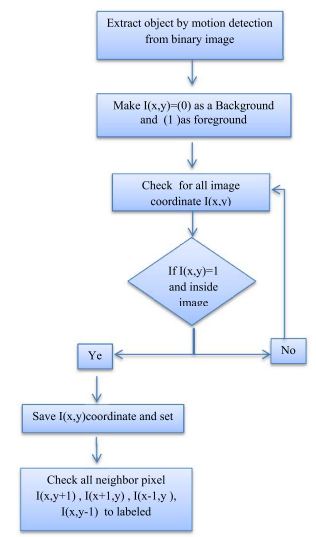 Extract object by motion detection
from binary image
Make I(x,y)=(0) as a Background
and (1 )as foreground
Check for all image
coordinate I(x,y)
If I(x,y)=1
and inside
image
Ye
No
Save I(x,y)coordinate and set
Check all neighbor pixel
I(x,y+1) , I(x+1,y) , I(x-1,y ),
I(x,y-1) to labeled